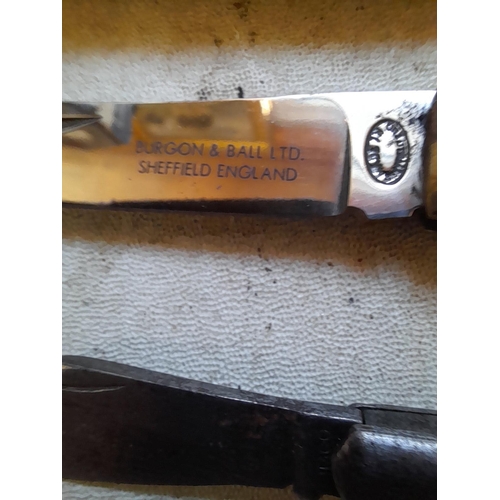 BURGON & BALL LTD.
SHEFFIELD ENGLAND